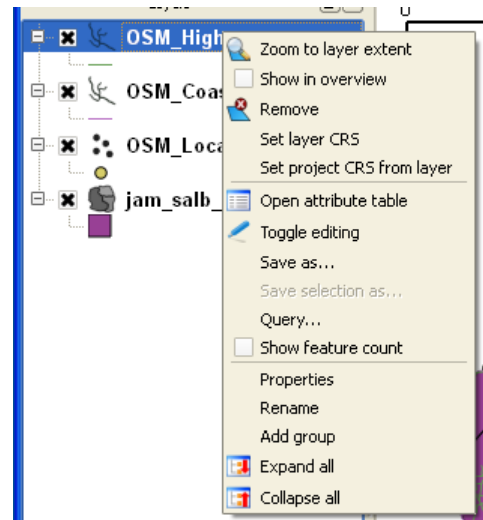 OSM_High
OSM_Coas
OSM_Loca
jam_salb_
Zoom to layer extent
Show in overview
Remove
Set layer CRS
Set project CRS from layer
Open attribute table
Toggle editing
Save as...
Save selection as...
Query...
Show feature count
Properties
Rename
Add group
Expand all
Collapse all